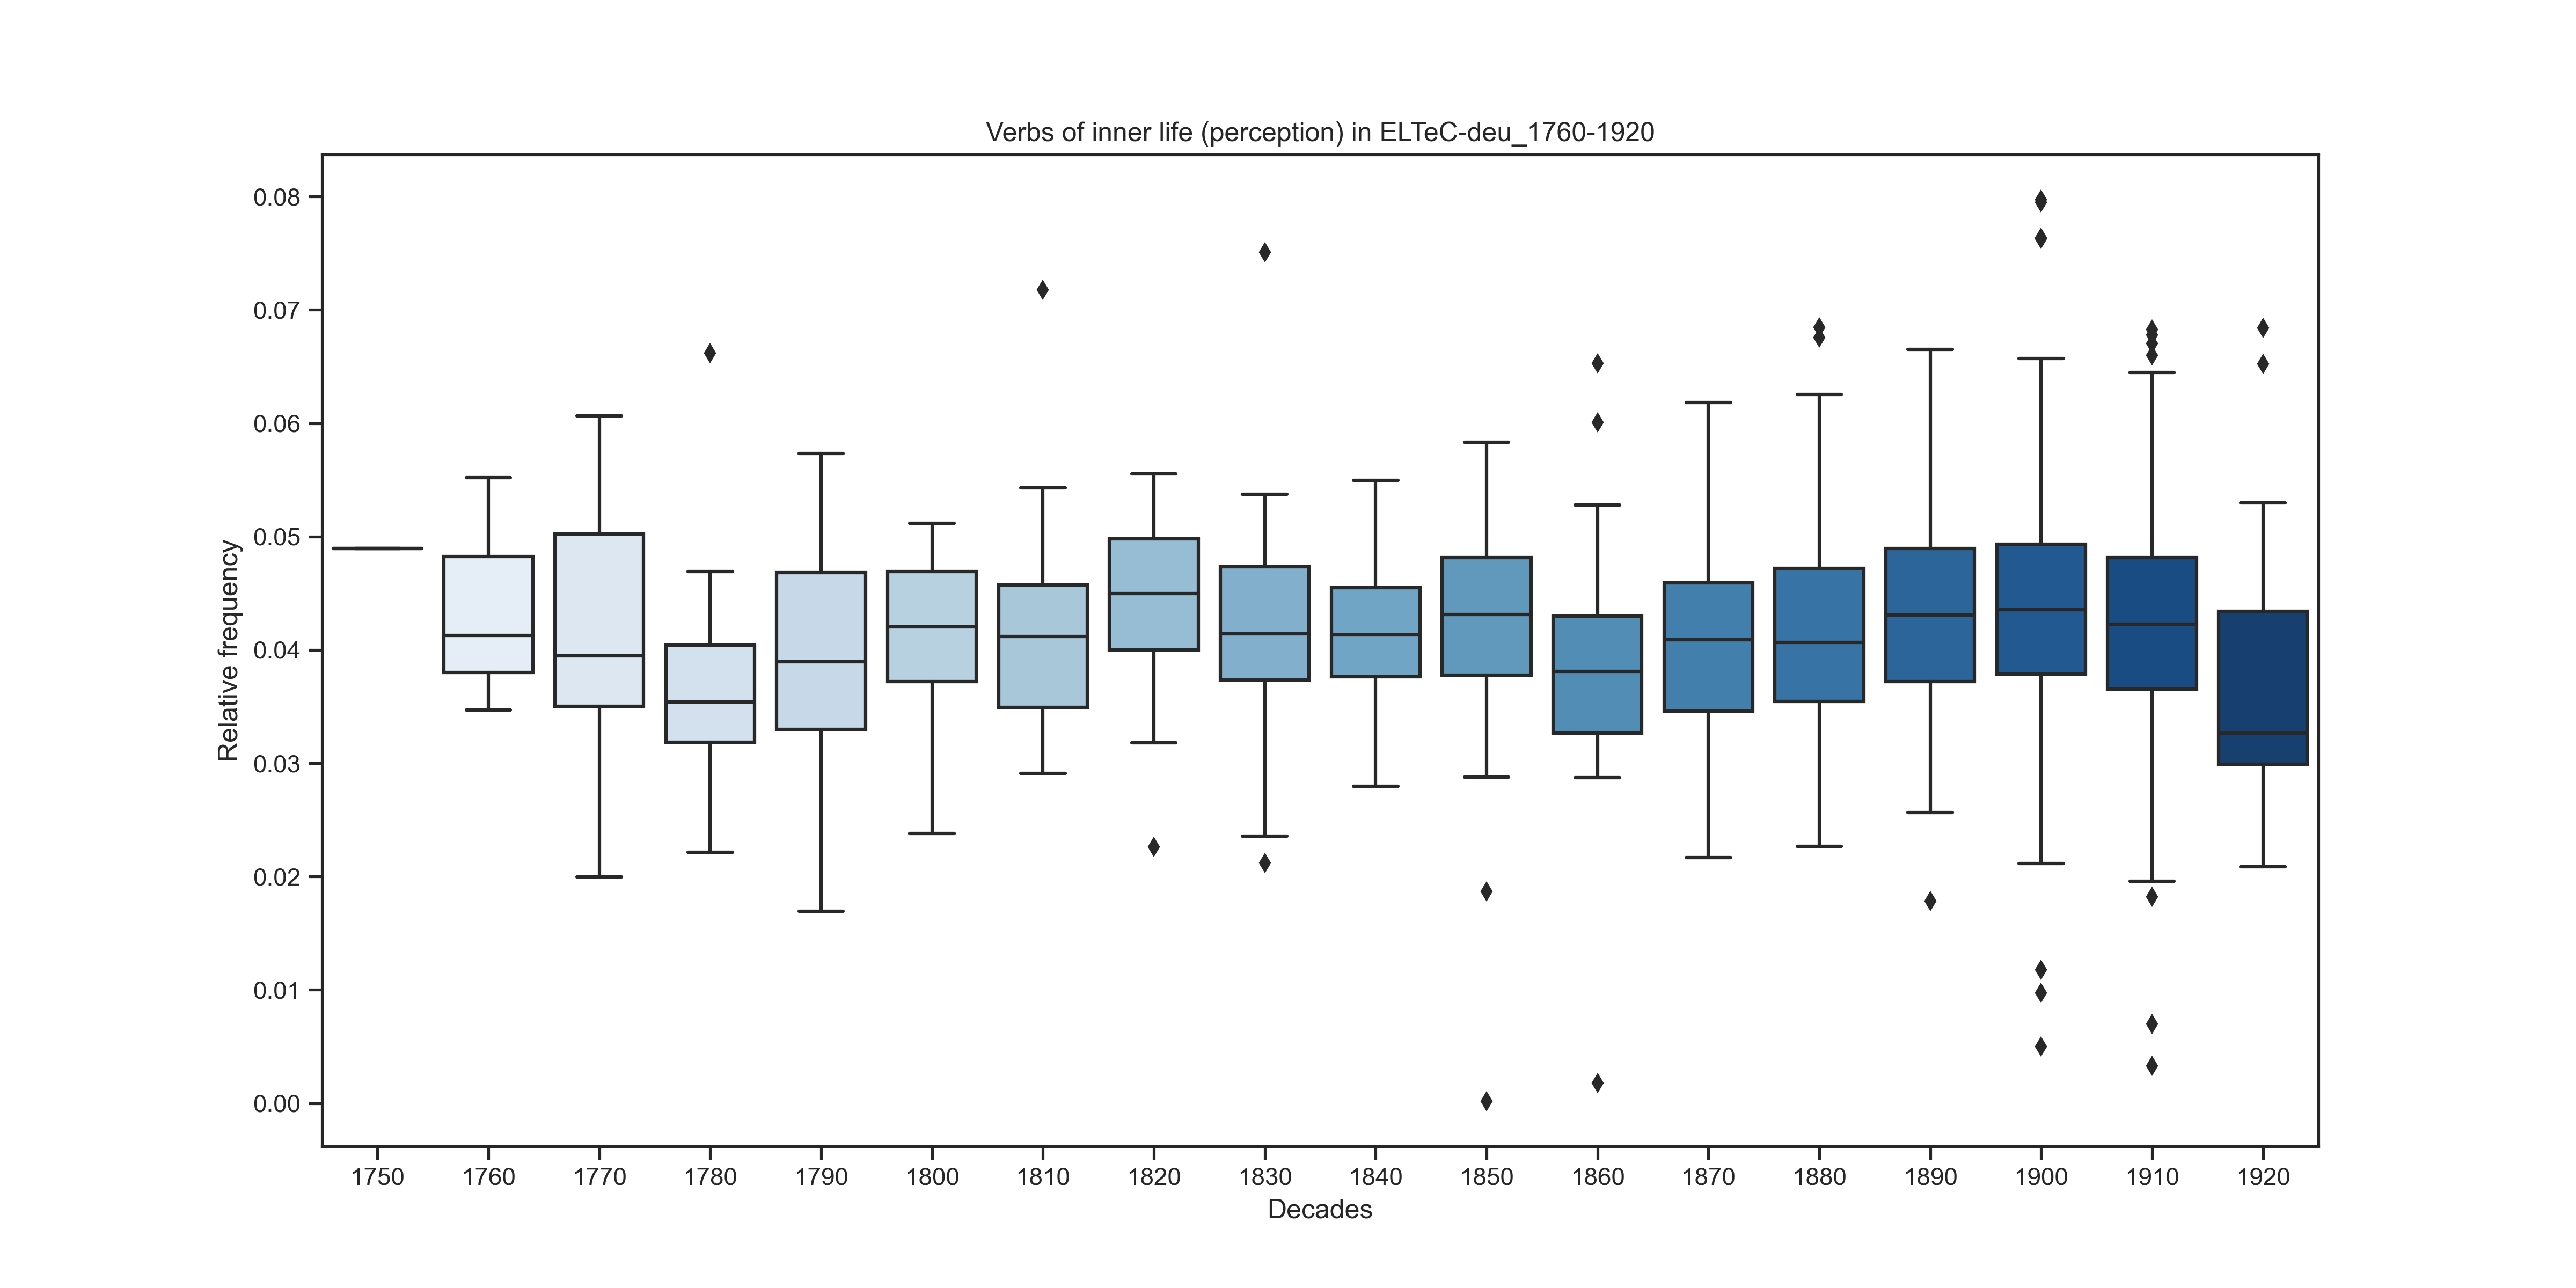 Verbs of inner life (perception) in ELTeC-deu_1760-1920
Relative frequency
0.08
0.07
0.06
0.05
0.04
0.03
0.02
0.01
0.00
1750 1760 1770 1780 1790 1800 1810 1820 1830 1840 1850 1860 1870 1880 1890 1900 1910 1920
Decades